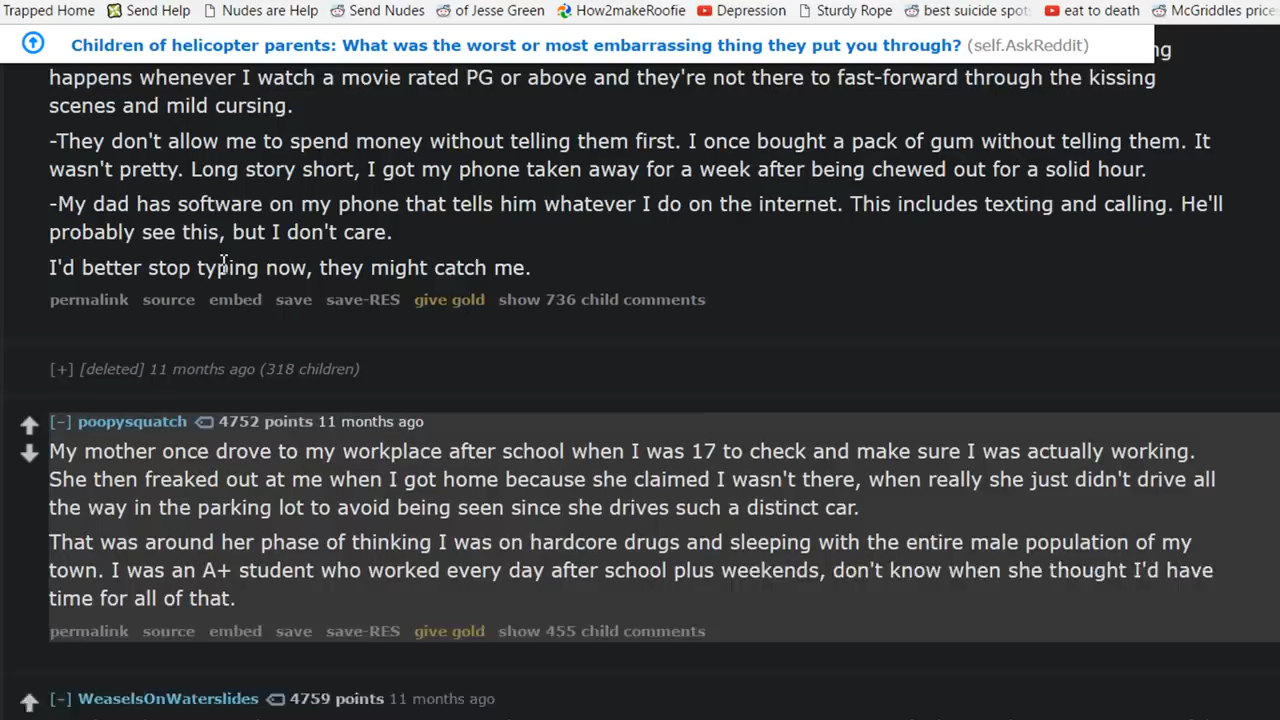 Trapped Home Send Help Nudes are Help Send Nudes of Jesse Green How2makeRoofie Depression Sturdy Rope best suicide spot eat to death McGriddles price
Children of helicopter parents: What was the worst or most embarrassing thing they put you through? (self.AskReddit)
ng
happens whenever I watch a movie rated PG or above and they're not there to fast-forward through the kissing
scenes and mild cursing.
-They don't allow me to spend money without telling them first. I once bought a pack of gum without telling them. It
wasn't pretty. Long story short, I got my phone taken away for a week after being chewed out for a solid hour.
-My dad has software on my phone that tells him whatever I do on the internet. This includes texting and calling. He'll
probably see this, but I don't care.
I'd better stop typing now, they might catch me.
permalink source embed save save-RES give gold show 736 child comments
[+] [deleted] 11 months ago (318 children)
[-] poopysquatch 4752 points 11 months ago
My mother once drove to my workplace after school when I was 17 to check and make sure I was actually working.
She then freaked out at me when I got home because she claimed I wasn't there, when really she just didn't drive all
the way in the parking lot to avoid being seen since she drives such a distinct car.
That was around her phase of thinking I was on hardcore drugs and sleeping with the entire male population of my
town. I was an A+ student who worked every day after school plus weekends, don't know when she thought I'd have
time for all of that.
permalink source embed save save-RES give gold show 455 child comments
[-] WeaselsOnWaterslides 4759 points 11 months ago